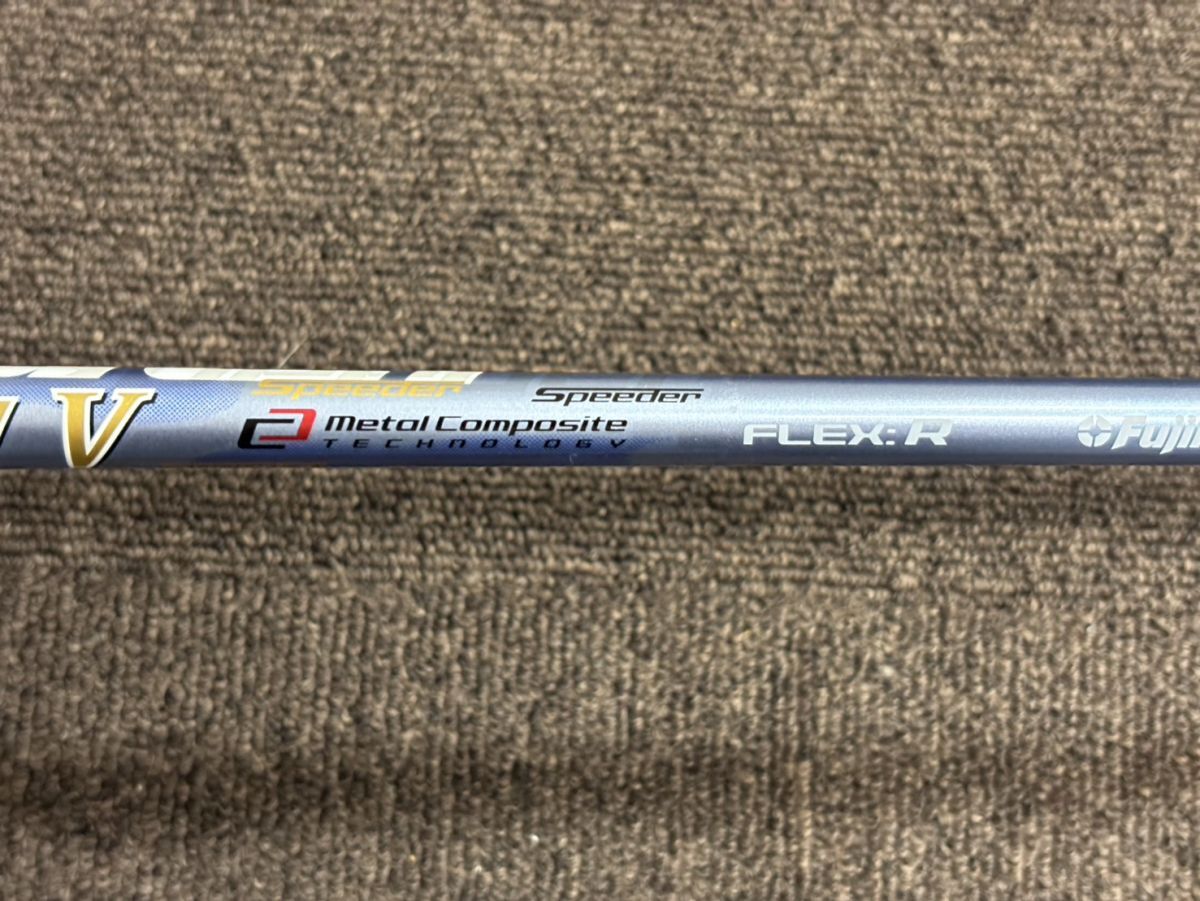 V
Speeder
Speeder
Metal Composite
TECHNOLOGY
FLEX: R